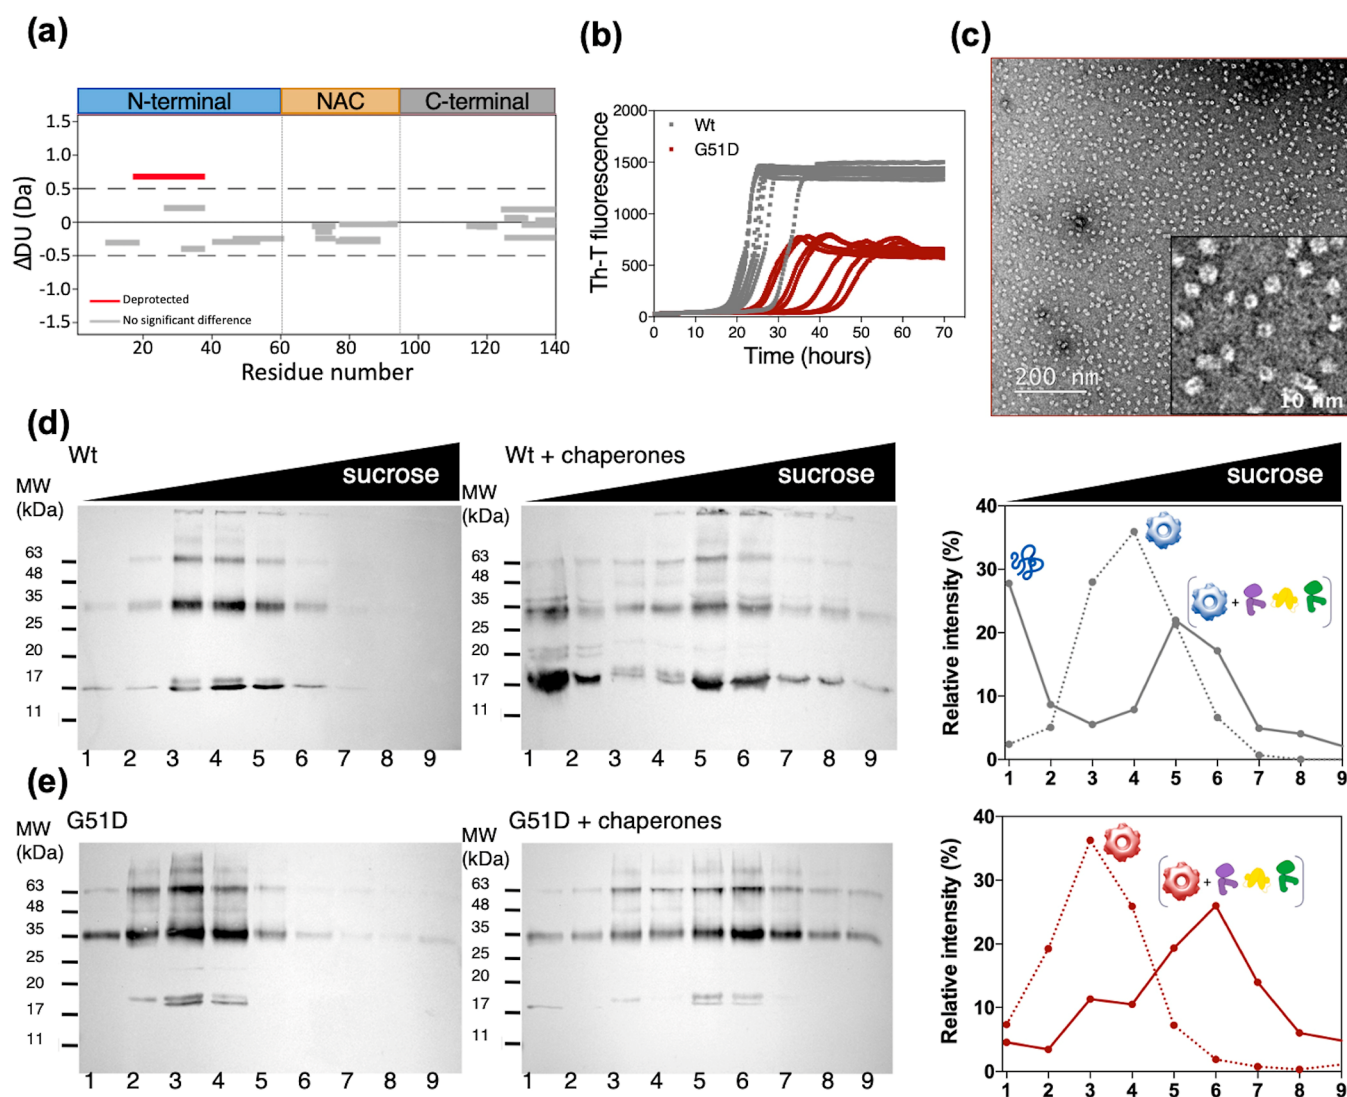 (a)
N-terminal NAC C-terminal
1.5
1.0
0.5
0
-0.5
-1.0
-1.5
ΔDU (Da)
Deprotected
No significant difference
20 40 60 80 100 120 140
Residue number
(b)
2000
1500
1000
500
0
Th-T fluorescence
Wt
G51D
0 10 20 30 40 50 60 70
Time (hours)
(c)
200 nm
10 nm
(d)
Wt
sucrose
MW
(kDa)
63
48
35
25
20
17
11
1 2 3 4 5 6 7 8 9
Wt + chaperones
sucrose
MW
(kDa)
63
48
35
25
20
17
11
1 2 3 4 5 6 7 8 9
sucrose
40
30
20
10
0
Relative intensity (%)
+
1 2 3 4 5 6 7 8 9
(e)
G51D
MW
(kDa)
63
48
35
25
20
17
11
1 2 3 4 5 6 7 8 9
G51D + chaperones
MW
(kDa)
63
48
35
25
20
17
11
1 2 3 4 5 6 7 8 9
40
30
20
10
0
Relative intensity (%)
+
1 2 3 4 5 6 7 8 9